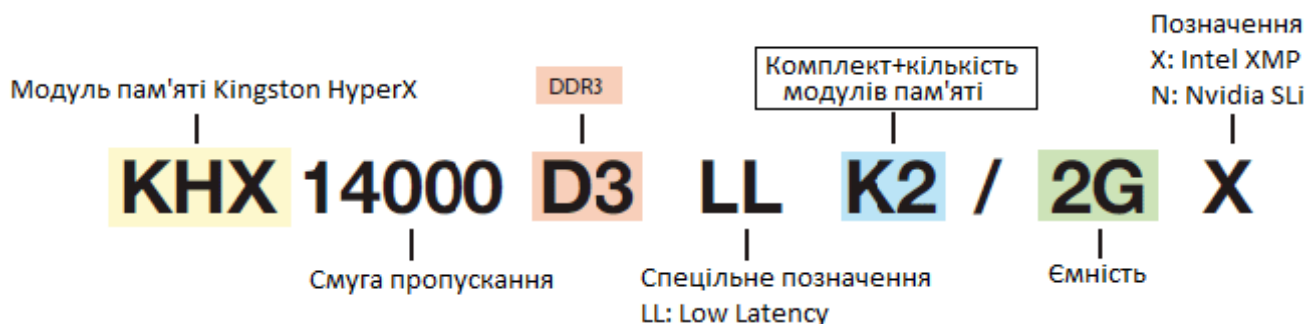 Позначення
X: Intel XMP
N: Nvidia SLi
Комплект+кількість
модулів пам'яті
DDR3
Модуль пам'яті Kingston HyperX
KHX 14000 D3 LL K2 / 2G X
Смуга пропускання
Спецільне позначення
LL: Low Latency
Ємність